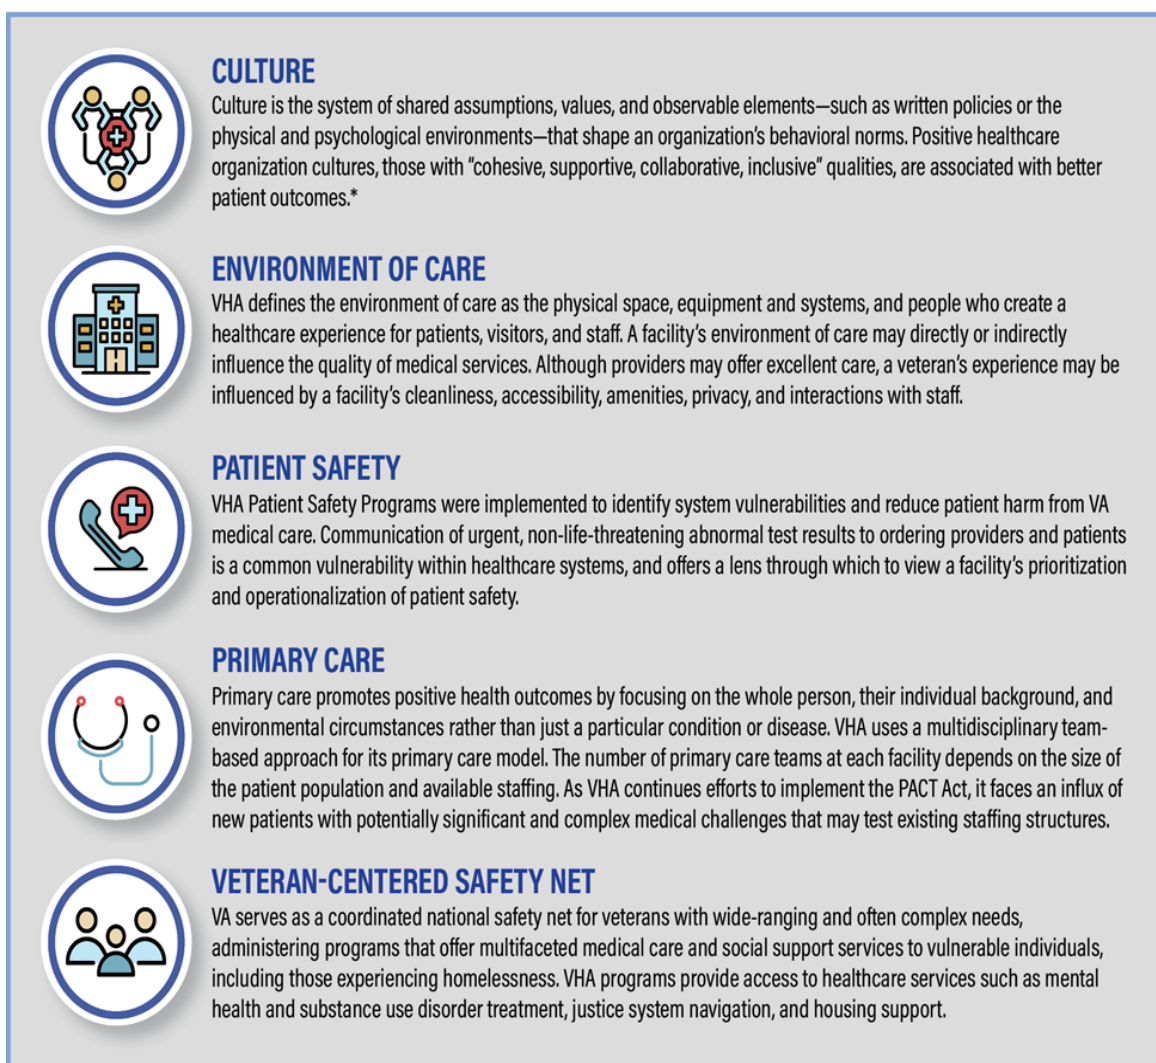 CULTURE
Culture is the system of shared assumptions, values, and observable elements—such as written policies or the
physical and psychological environments—that shape an organization’s behavioral norms. Positive healthcare
organization cultures, those with “cohesive, supportive, collaborative, inclusive” qualities, are associated with better
patient outcomes.*
ENVIRONMENT OF CARE
VHA defines the environment of care as the physical space, equipment and systems, and people who create a
healthcare experience for patients, visitors, and staff. A facility’s environment of care may directly or indirectly
influence the quality of medical services. Although providers may offer excellent care, a veteran’s experience may be
influenced by a facility’s cleanliness, accessibility, amenities, privacy, and interactions with staff.
PATIENT SAFETY
VHA Patient Safety Programs were implemented to identify system vulnerabilities and reduce patient harm from VA
medical care. Communication of urgent, non-life-threatening abnormal test results to ordering providers and patients
is a common vulnerability within healthcare systems, and offers a lens through which to view a facility’s prioritization
and operationalization of patient safety.
PRIMARY CARE
Primary care promotes positive health outcomes by focusing on the whole person, their individual background, and
environmental circumstances rather than just a particular condition or disease. VHA uses a multidisciplinary team-
based approach for its primary care model. The number of primary care teams at each facility depends on the size of
the patient population and available staffing. As VHA continues efforts to implement the PACT Act, it faces an influx of
new patients with potentially significant and complex medical challenges that may test existing staffing structures.
VETERAN-CENTERED SAFETY NET
VA serves as a coordinated national safety net for veterans with wide-ranging and often complex needs,
administering programs that offer multifaceted medical care and social support services to vulnerable individuals,
including those experiencing homelessness. VHA programs provide access to healthcare services such as mental
health and substance use disorder treatment, justice system navigation, and housing support.